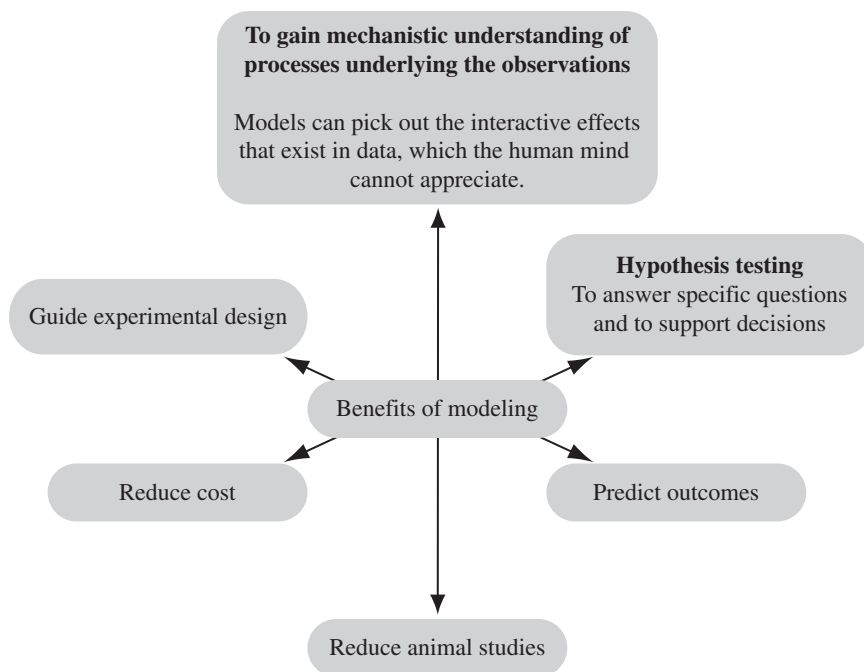 To gain mechanistic understanding of
processes underlying the observations
Models can pick out the interactive effects
that exist in data, which the human mind
cannot appreciate.
Hypothesis testing
To answer specific questions
and to support decisions
Guide experimental design
Benefits of modeling
Reduce cost
Predict outcomes
Reduce animal studies